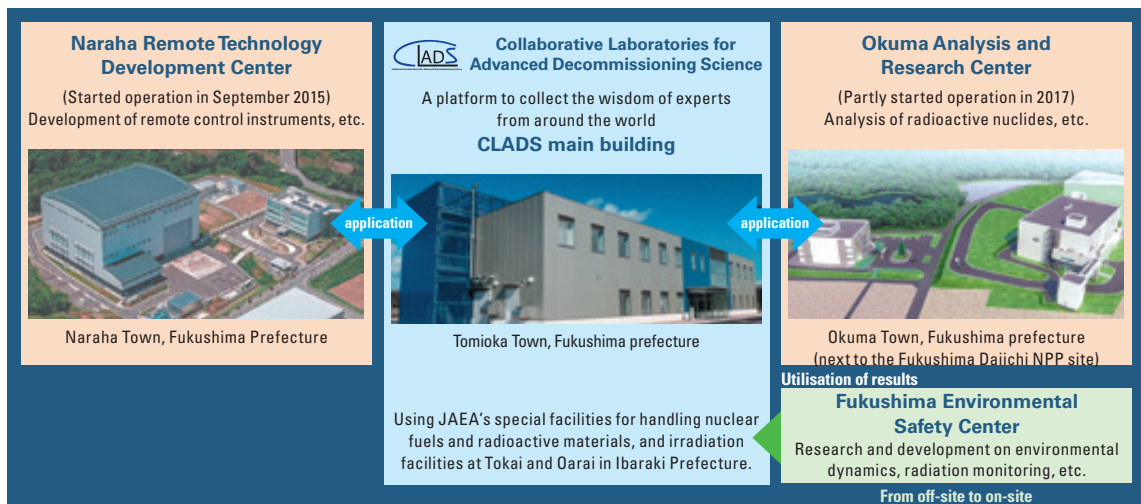 Naraha Remote Technology
Development Center
(Started operation in September 2015)
Development of remote control instruments, etc.
Naraha Town, Fukushima Prefecture
application
CLADS
Collaborative Laboratories for
Advanced Decommissioning Science
A platform to collect the wisdom of experts
from around the world
CLADS main building
Tomioka Town, Fukushima prefecture
Using JAEA's special facilities for handling nuclear
fuels and radioactive materials, and irradiation
facilities at Tokai and Oarai in Ibaraki Prefecture.
application
Okuma Analysis and
Research Center
(Partly started operation in 2017)
Analysis of radioactive nuclides, etc.
Okuma Town, Fukushima prefecture
(next to the Fukushima Daiichi NPP site)
Utilisation of results
Fukushima Environmental
Safety Center
Research and development on environmental
dynamics, radiation monitoring, etc.
From off-site to on-site